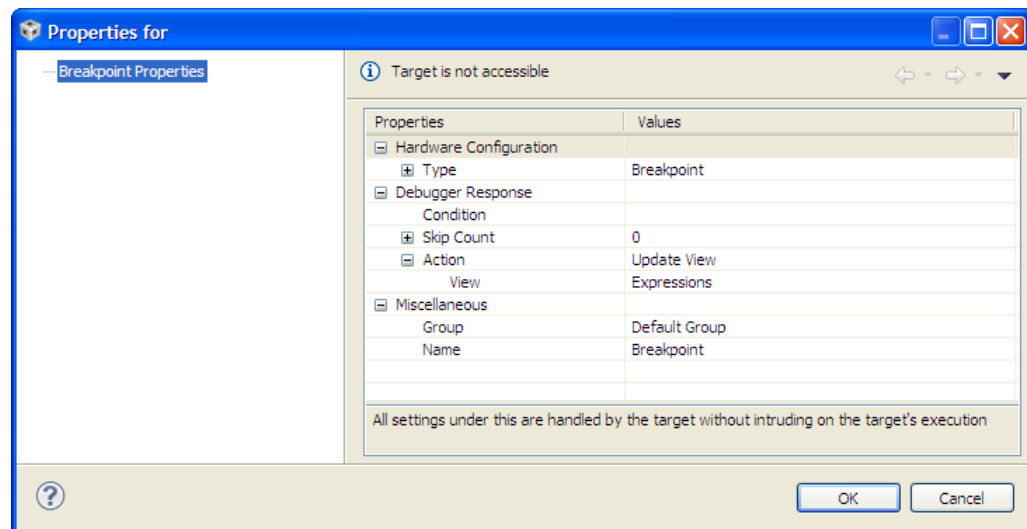 Properties for
Breakpoint Properties
Target is not accessible
Properties Values
Hardware Configuration
Type Breakpoint
Debugger Response
Condition
Skip Count 0
Action Update View
View Expressions
Miscellaneous
Group Default Group
Name Breakpoint
All settings under this are handled by the target without intruding on the target's execution
OK Cancel